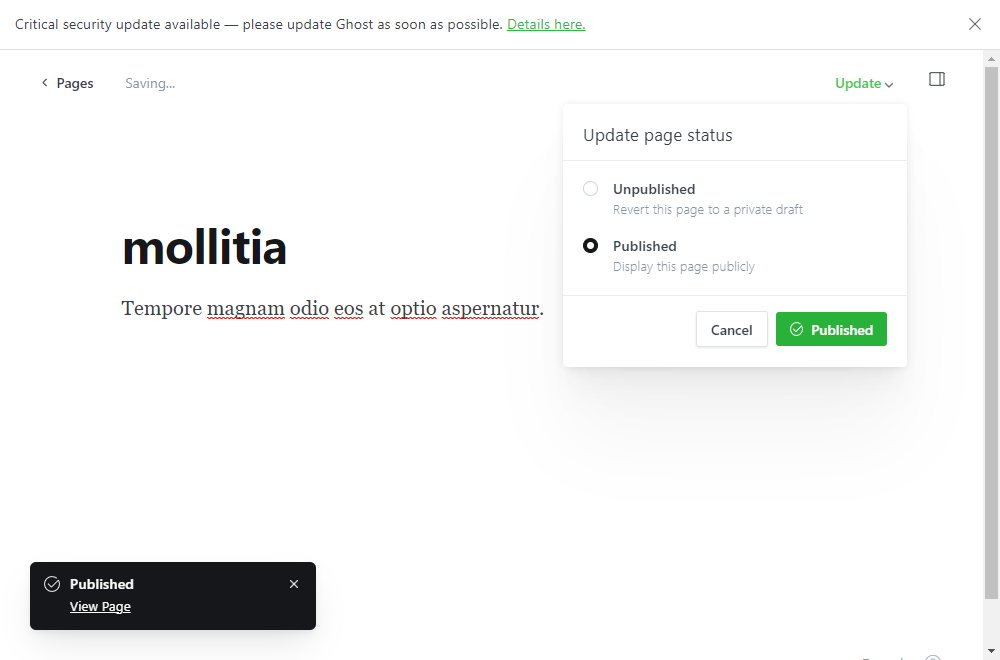 Critical security update available — please update Ghost as soon as possible. Details here.
Pages
Saving...
Update
Update page status
Unpublished
Revert this page to a private draft
Published
Display this page publicly
Cancel
Published
mollitia
Tempore magnam odio eos at optio aspernatur.
Published
View Page